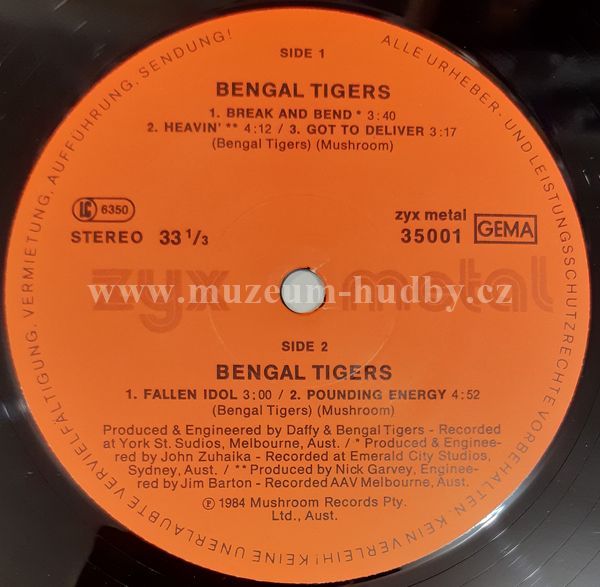 SIDE 1
BENGAL TIGERS
1. BREAK AND BEND * 3:40
2. HEAVIN' ** 4:12 / 3. GOT TO DELIVER 3:17
(Bengal Tigers) (Mushroom)
LC 6350
STEREO 33 1/3
zyx metal
35001
GEMA
zyx metal
www.muzeum-hudby.cz
SIDE 2
BENGAL TIGERS
1. FALLEN IDOL 3:00 / 2. POUNDING ENERGY 4:52
(Bengal Tigers) (Mushroom)
Produced & Engineered by Daffy & Bengal Tigers - Recorded
at York St. Sudios, Melbourne, Aust. / * Produced & Enginee-
red by John Zuhaika - Recorded at Emerald City Studios,
Sydney, Aust. / ** Produced by Nick Garvey, Enginee-
red by Jim Barton - Recorded AAV Melbourne, Aust.
℗ 1984 Mushroom Records Pty.
Ltd., Aust.
ALLE URHEBER- UND LEISTUNGSSCHUTZRECHTE VORBEHALTEN. KEIN VERLEIH! KEINE UNERLAUBTE VERVIELFÄLTIGUNG, VERMIETUNG, AUFFÜHRUNG, SENDUNG!